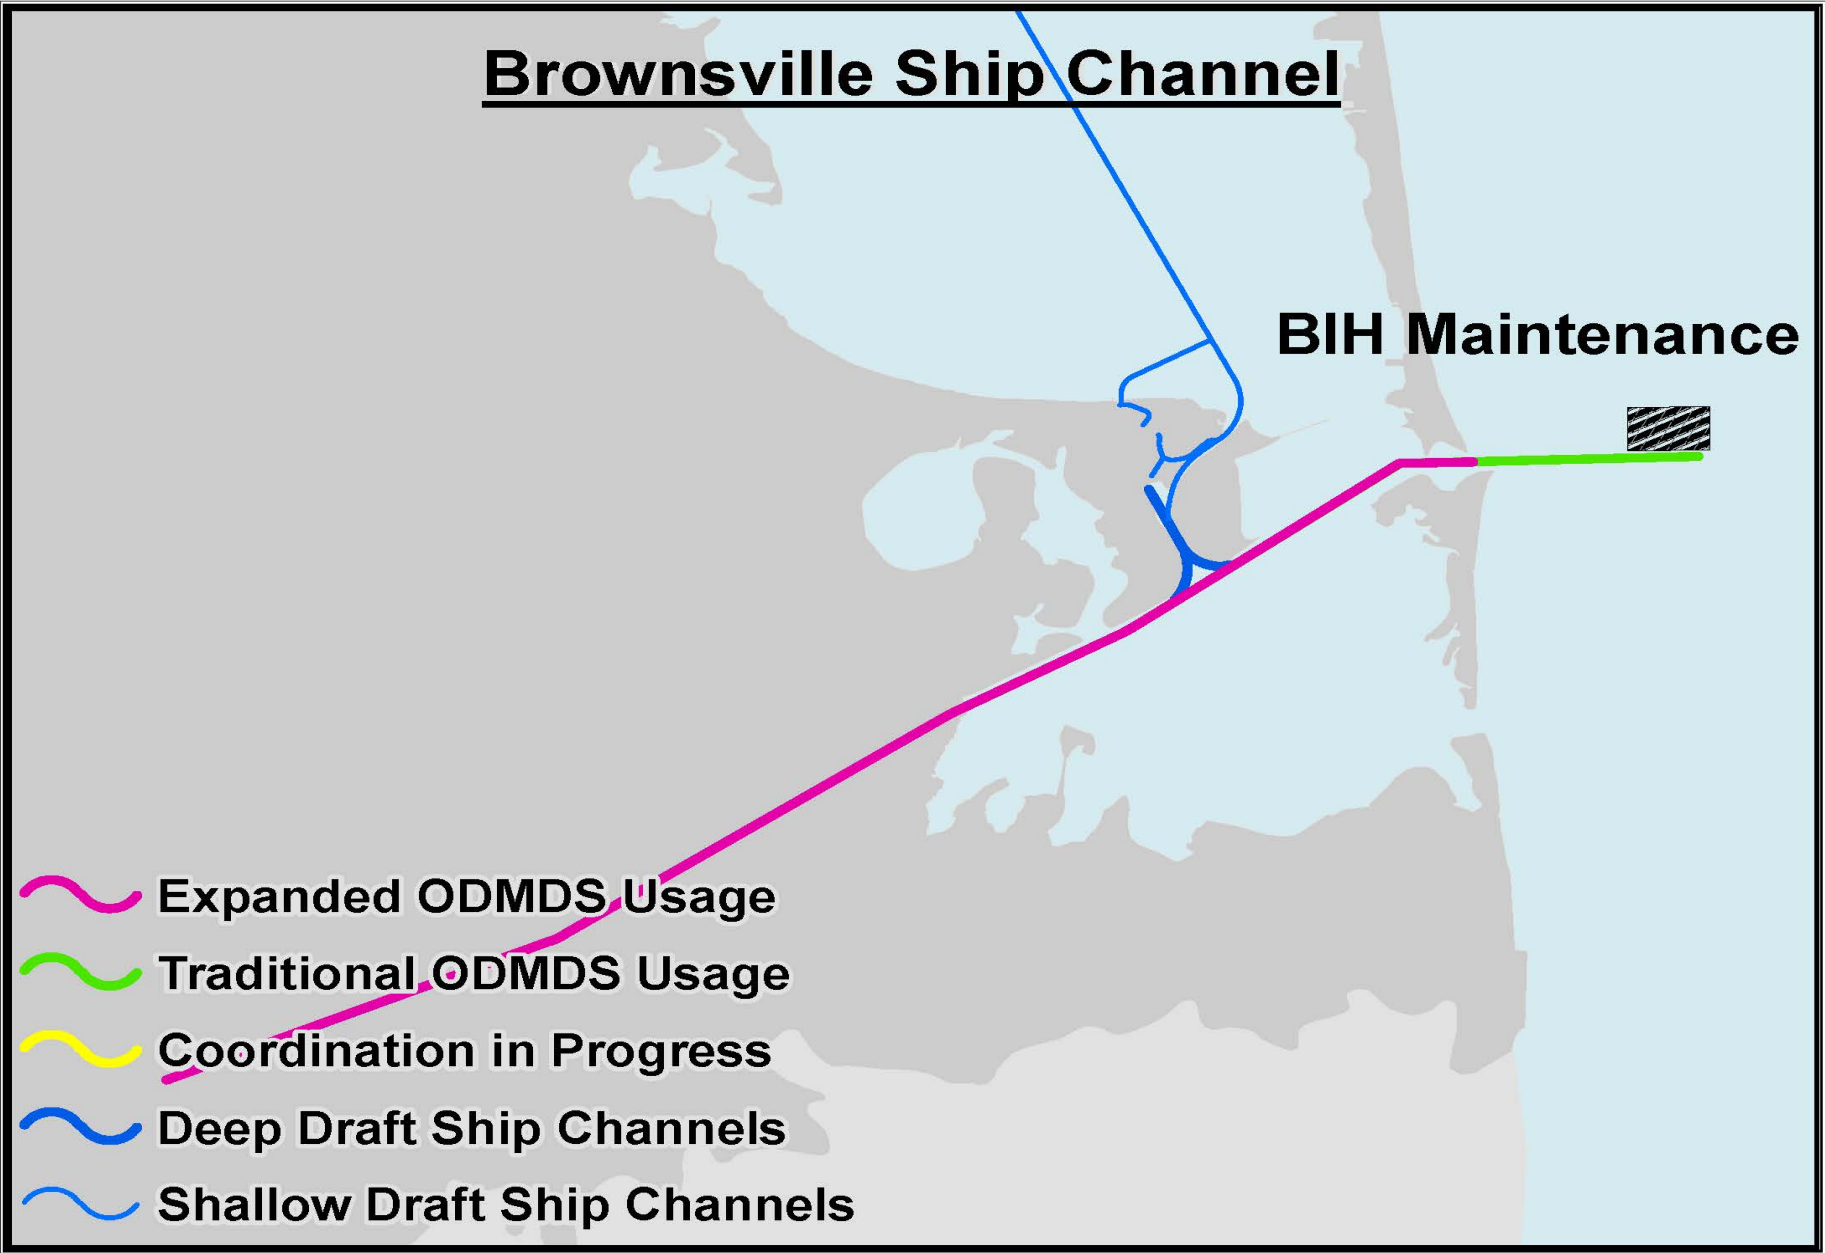 Brownsville Ship Channel
BIH Maintenance
Expanded ODMDS Usage
Traditional ODMDS Usage
Coordination in Progress
Deep Draft Ship Channels
Shallow Draft Ship Channels